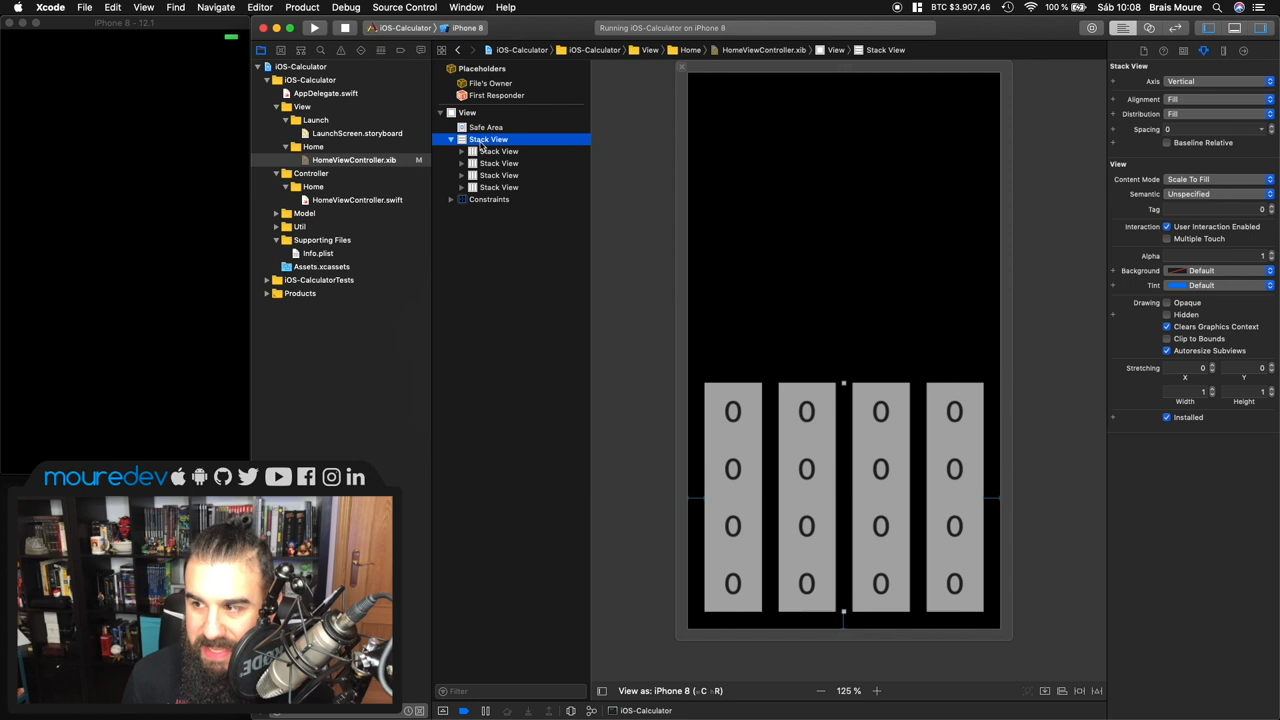 Xcode File Edit View Find Navigate Editor Product Debug Source Control Window Help
3.907,46 100 % Sáb 10:08 Brais Moure
iPhone 8 - 12.1
iOS-Calculator iPhone 8
Running iOS-Calculator on iPhone 8
iOS-Calculator iOS-Calculator View Home HomeViewController.xib View Stack View
iOS-Calculator
iOS-Calculator
AppDelegate.swift
View
Launch
LaunchScreen.storyboard
Home
HomeViewController.xib M
Controller
Home
HomeViewController.swift
Model
Util
Supporting Files
Info.plist
Assets.xcassets
iOS-CalculatorTests
Products
Placeholders
File's Owner
First Responder
View
Safe Area
Stack View
Stack View
Stack View
Stack View
Stack View
Constraints
0 0 0 0
0 0 0 0
0 0 0 0
0 0 0 0
Stack View
Axis Vertical
Alignment Fill
Distribution Fill
Spacing 0
Baseline Relative
View
Content Mode Scale To Fill
Semantic Unspecified
Tag 0
Interaction User Interaction Enabled
Multiple Touch
Alpha 1
Background Default
Tint Default
Drawing Opaque
Hidden
Clears Graphics Context
Clip to Bounds
Autoresize Subviews
Stretching 0 0
X Y
1 1
Width Height
Installed
mouredev
RODE
Filter
View as: iPhone 8 (wC hR)
125 %
iOS-Calculator